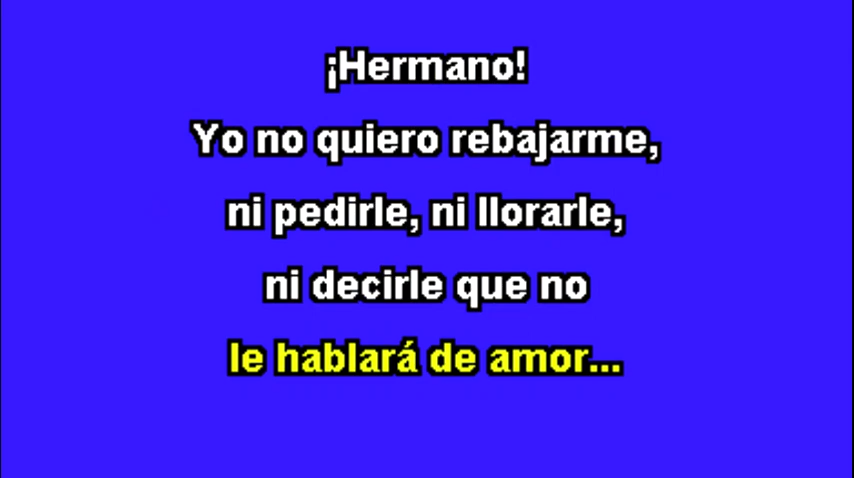 ¡Hermano!
Yo no quiero rebajarme,
ni pedirle, ni llorarle,
ni decirle que no
le hablará de amor...